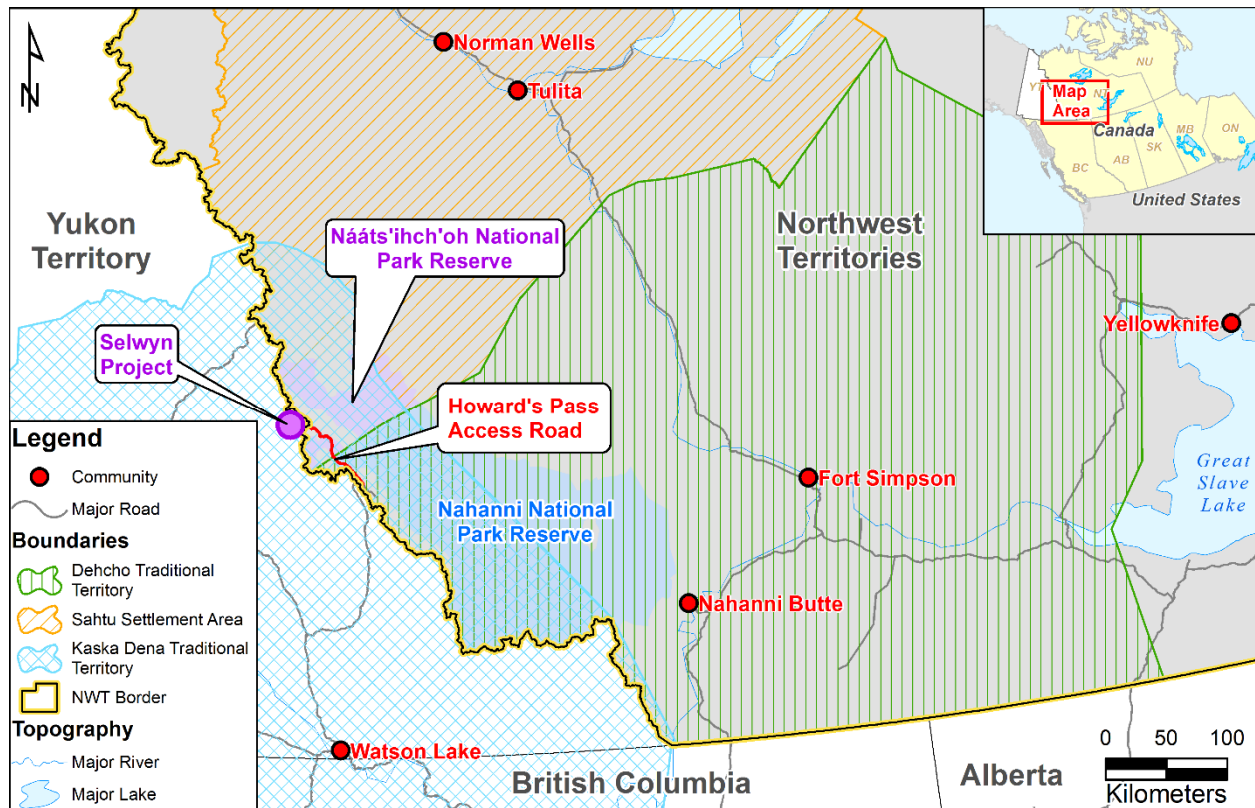 Norman Wells
Tulita
Yukon
Territory
Nááts'ihch'oh National
Park Reserve
Northwest
Territories
Selwyn
Project
Yellowknife
Howard's Pass
Access Road
Fort Simpson
Great
Slave
Lake
Nahanni National
Park Reserve
Nahanni Butte
Watson Lake
British Columbia
Alberta
N
NU
YT
NT
Map
Area
Canada
MB
ON
SK
BC
AB
United States
Legend
Community
Major Road
Boundaries
Dehcho Traditional
Territory
Sahtu Settlement Area
Kaska Dena Traditional
Territory
NWT Border
Topography
Major River
Major Lake
0 50 100
Kilometers